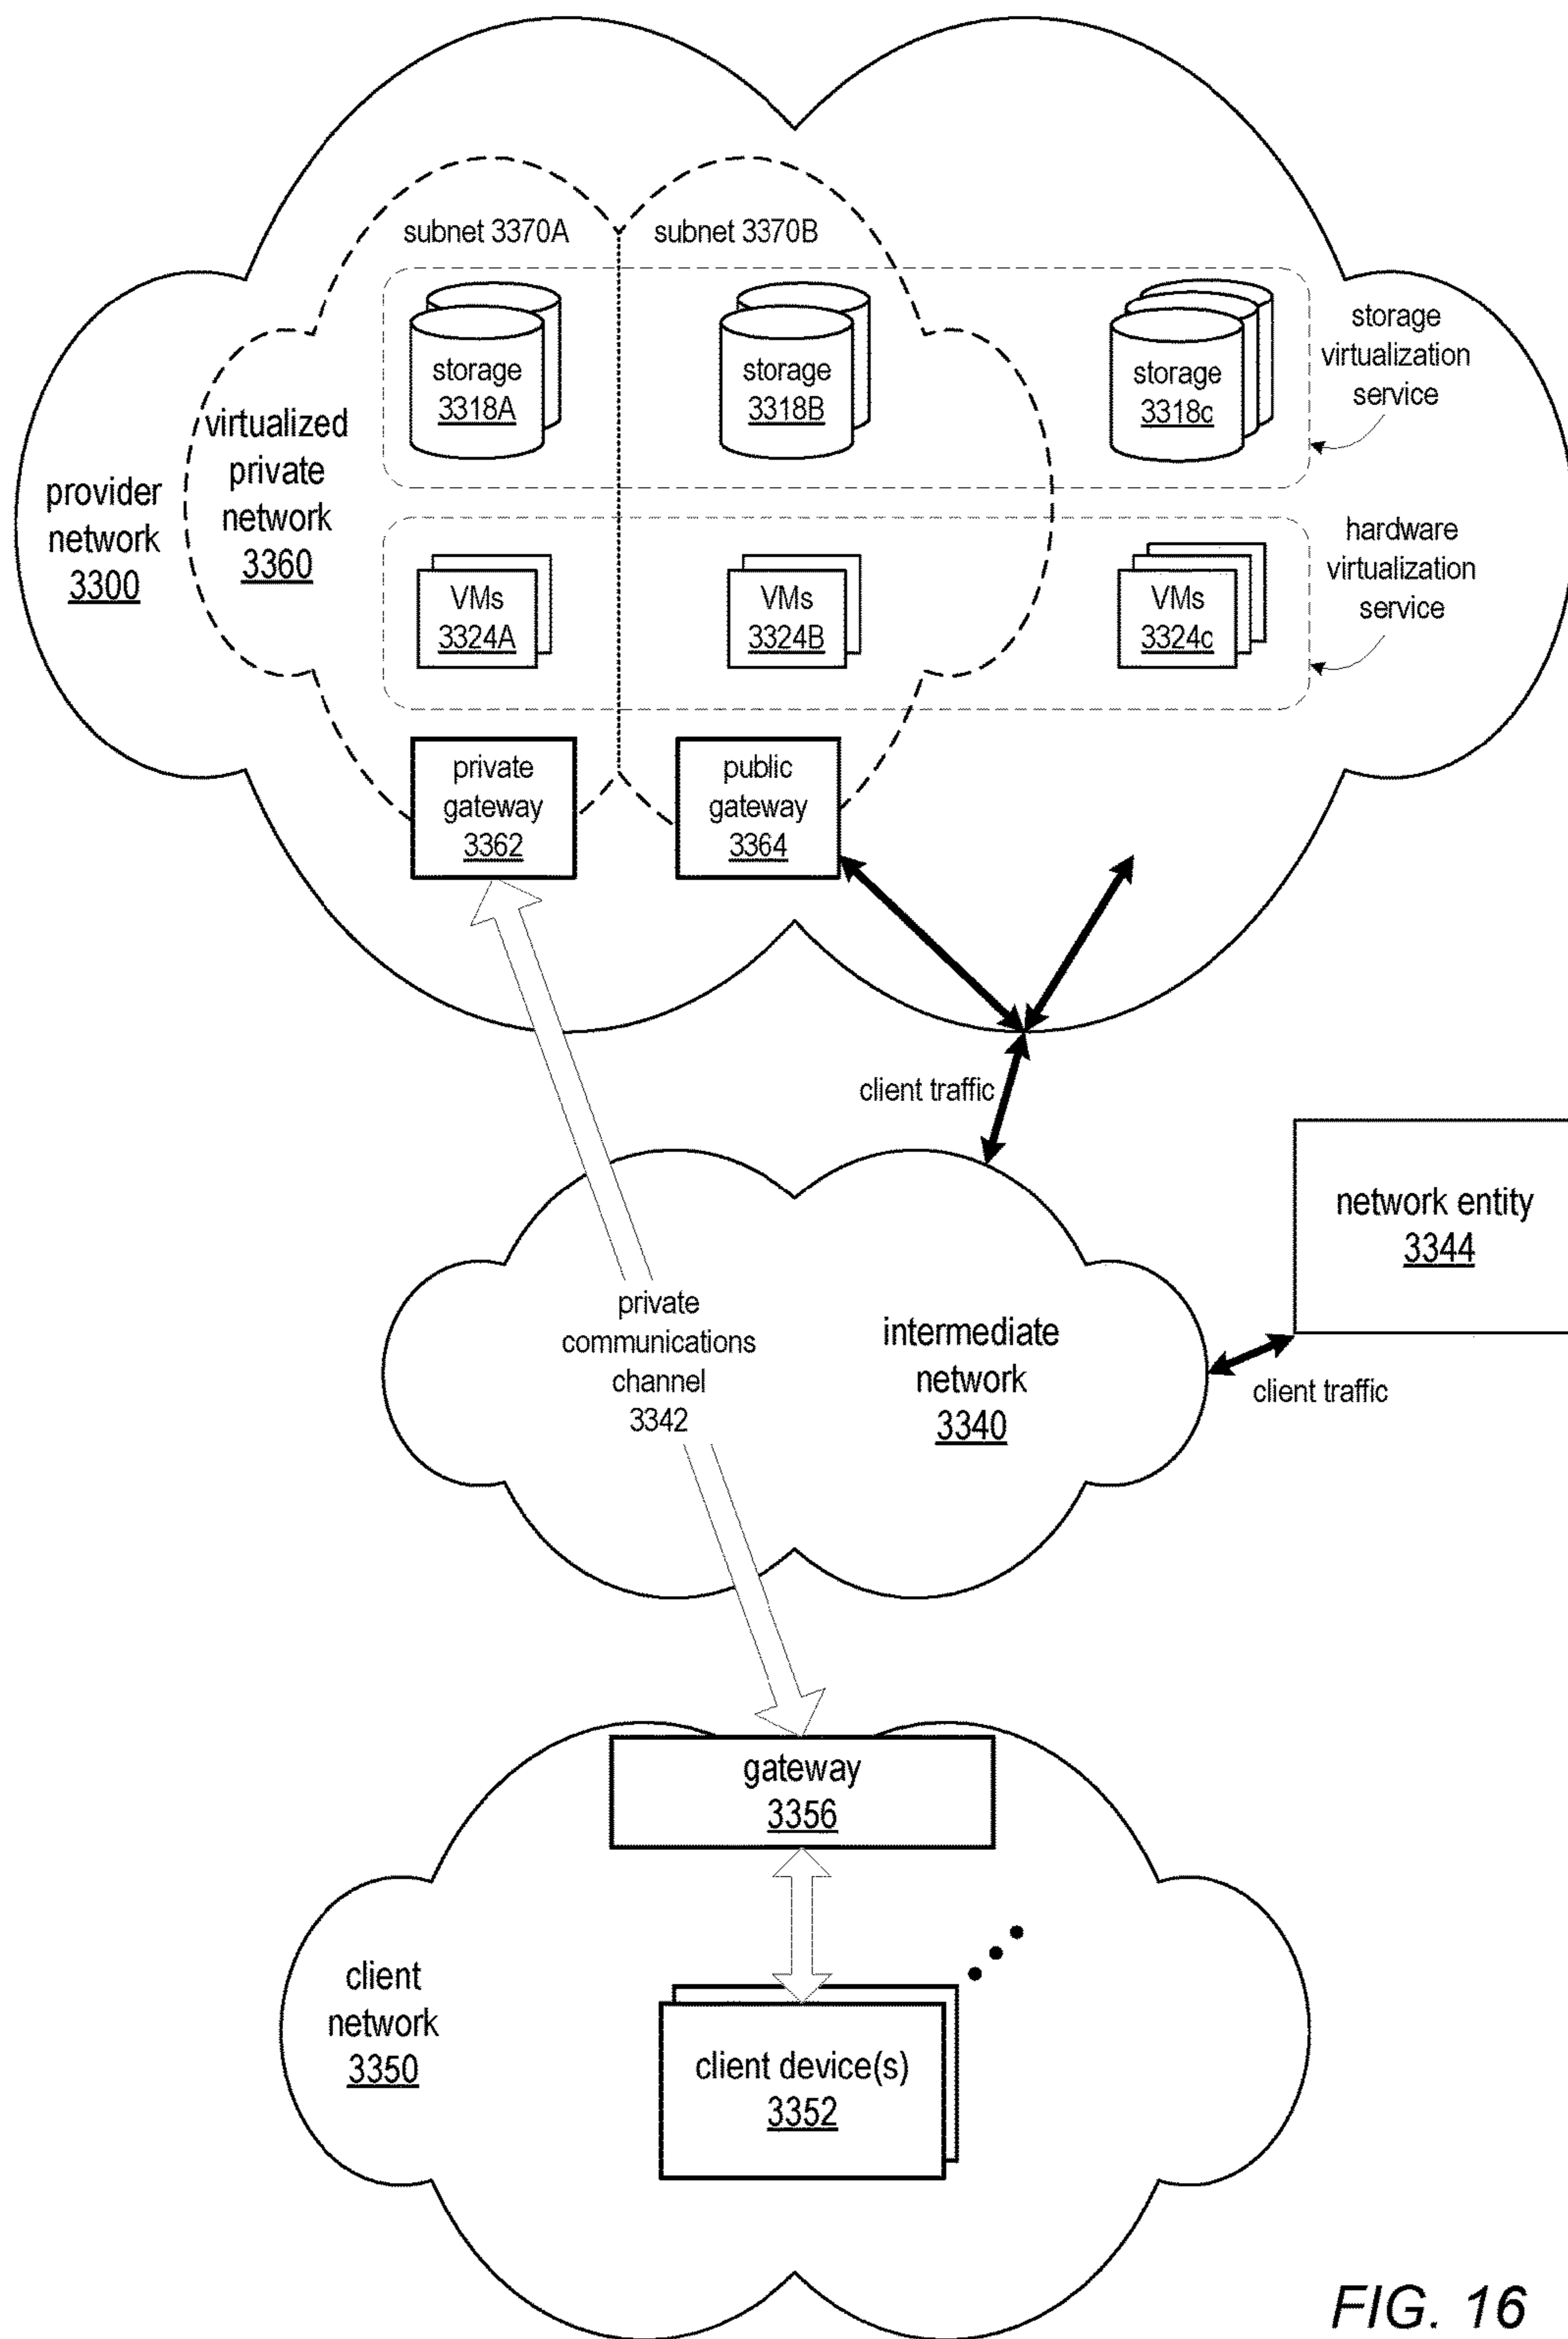 subnet 3370A
subnet 3370B
storage
virtualization
service
storage
3318A
storage
3318B
storage
3318c
provider
network
3300
virtualized
private
network
3360
hardware
virtualization
service
VMs
3324A
VMs
3324B
VMs
3324c
private
gateway
3362
public
gateway
3364
client traffic
network entity
3344
private
communications
channel
3342
intermediate
network
3340
client traffic
gateway
3356
client
network
3350
client device(s)
3352
FIG. 16